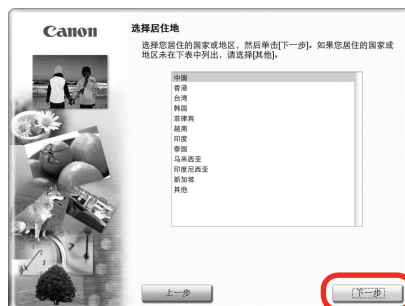 Canon
选择居住地
选择您居住的国家或地区，然后单击[下一步]。如果您居住的国家或
地区未在下表中列出，请选择[其他]。
中国
香港
台湾
韩国
菲律宾
越南
印度
泰国
马来西亚
印度尼西亚
新加坡
其他
上一步
下一步